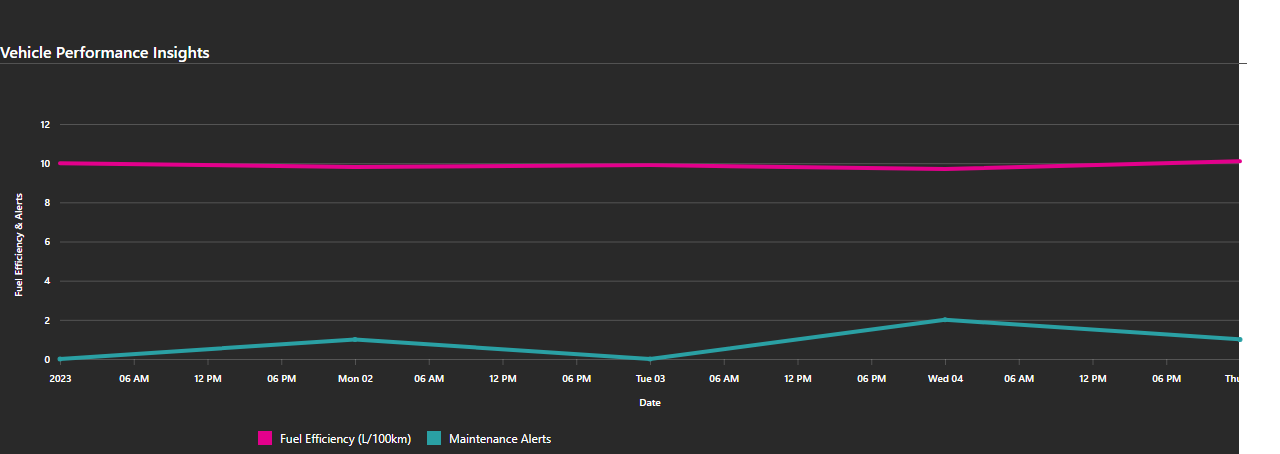 Vehicle Performance Insights
12
10
8
6
4
2
0
Fuel Efficiency & Alerts
2023 06 AM 12 PM 06 PM Mon 02 06 AM 12 PM 06 PM Tue 03 06 AM 12 PM 06 PM Wed 04 06 AM 12 PM 06 PM Thu
Date
Fuel Efficiency (L/100km) Maintenance Alerts